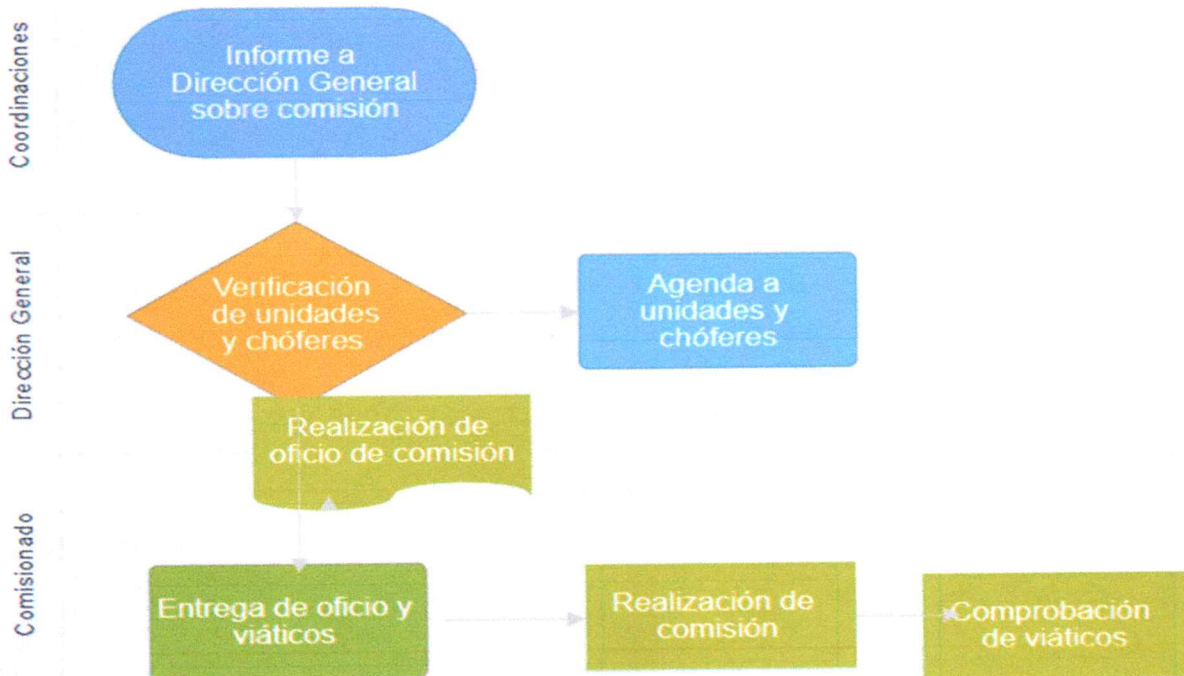 Coordinaciones
Informe a
Dirección General
sobre comisión
Dirección General
Verificación
de unidades
y chóferes
Agenda a
unidades y
chóferes
Realización de
oficio de comisión
Comisionado
Entrega de oficio y
viáticos
Realización de
comisión
Comprobación
de viáticos